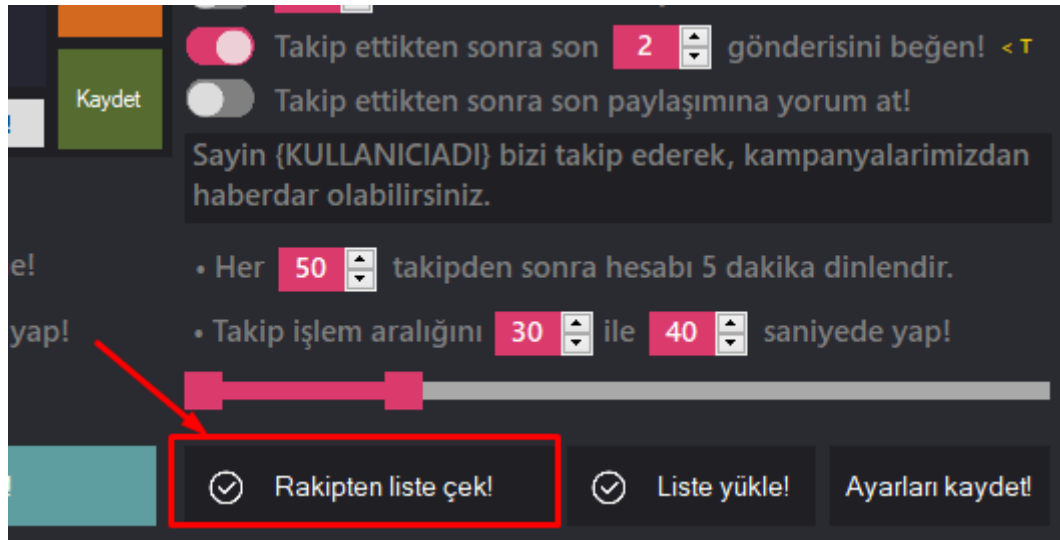 Takip ettikten sonra son 2 gönderisini beğen! < T
Kaydet
Takip ettikten sonra son paylaşımına yorum at!
!
Sayin {KULLANICIADI} bizi takip ederek, kampanyalarimizdan
haberdar olabilirsiniz.
e!
• Her 50 takipden sonra hesabı 5 dakika dinlendir.
yap!
• Takip işlem aralığını 30 ile 40 saniyede yap!
!
Rakipten liste çek!
Liste yükle!
Ayarları kaydet!